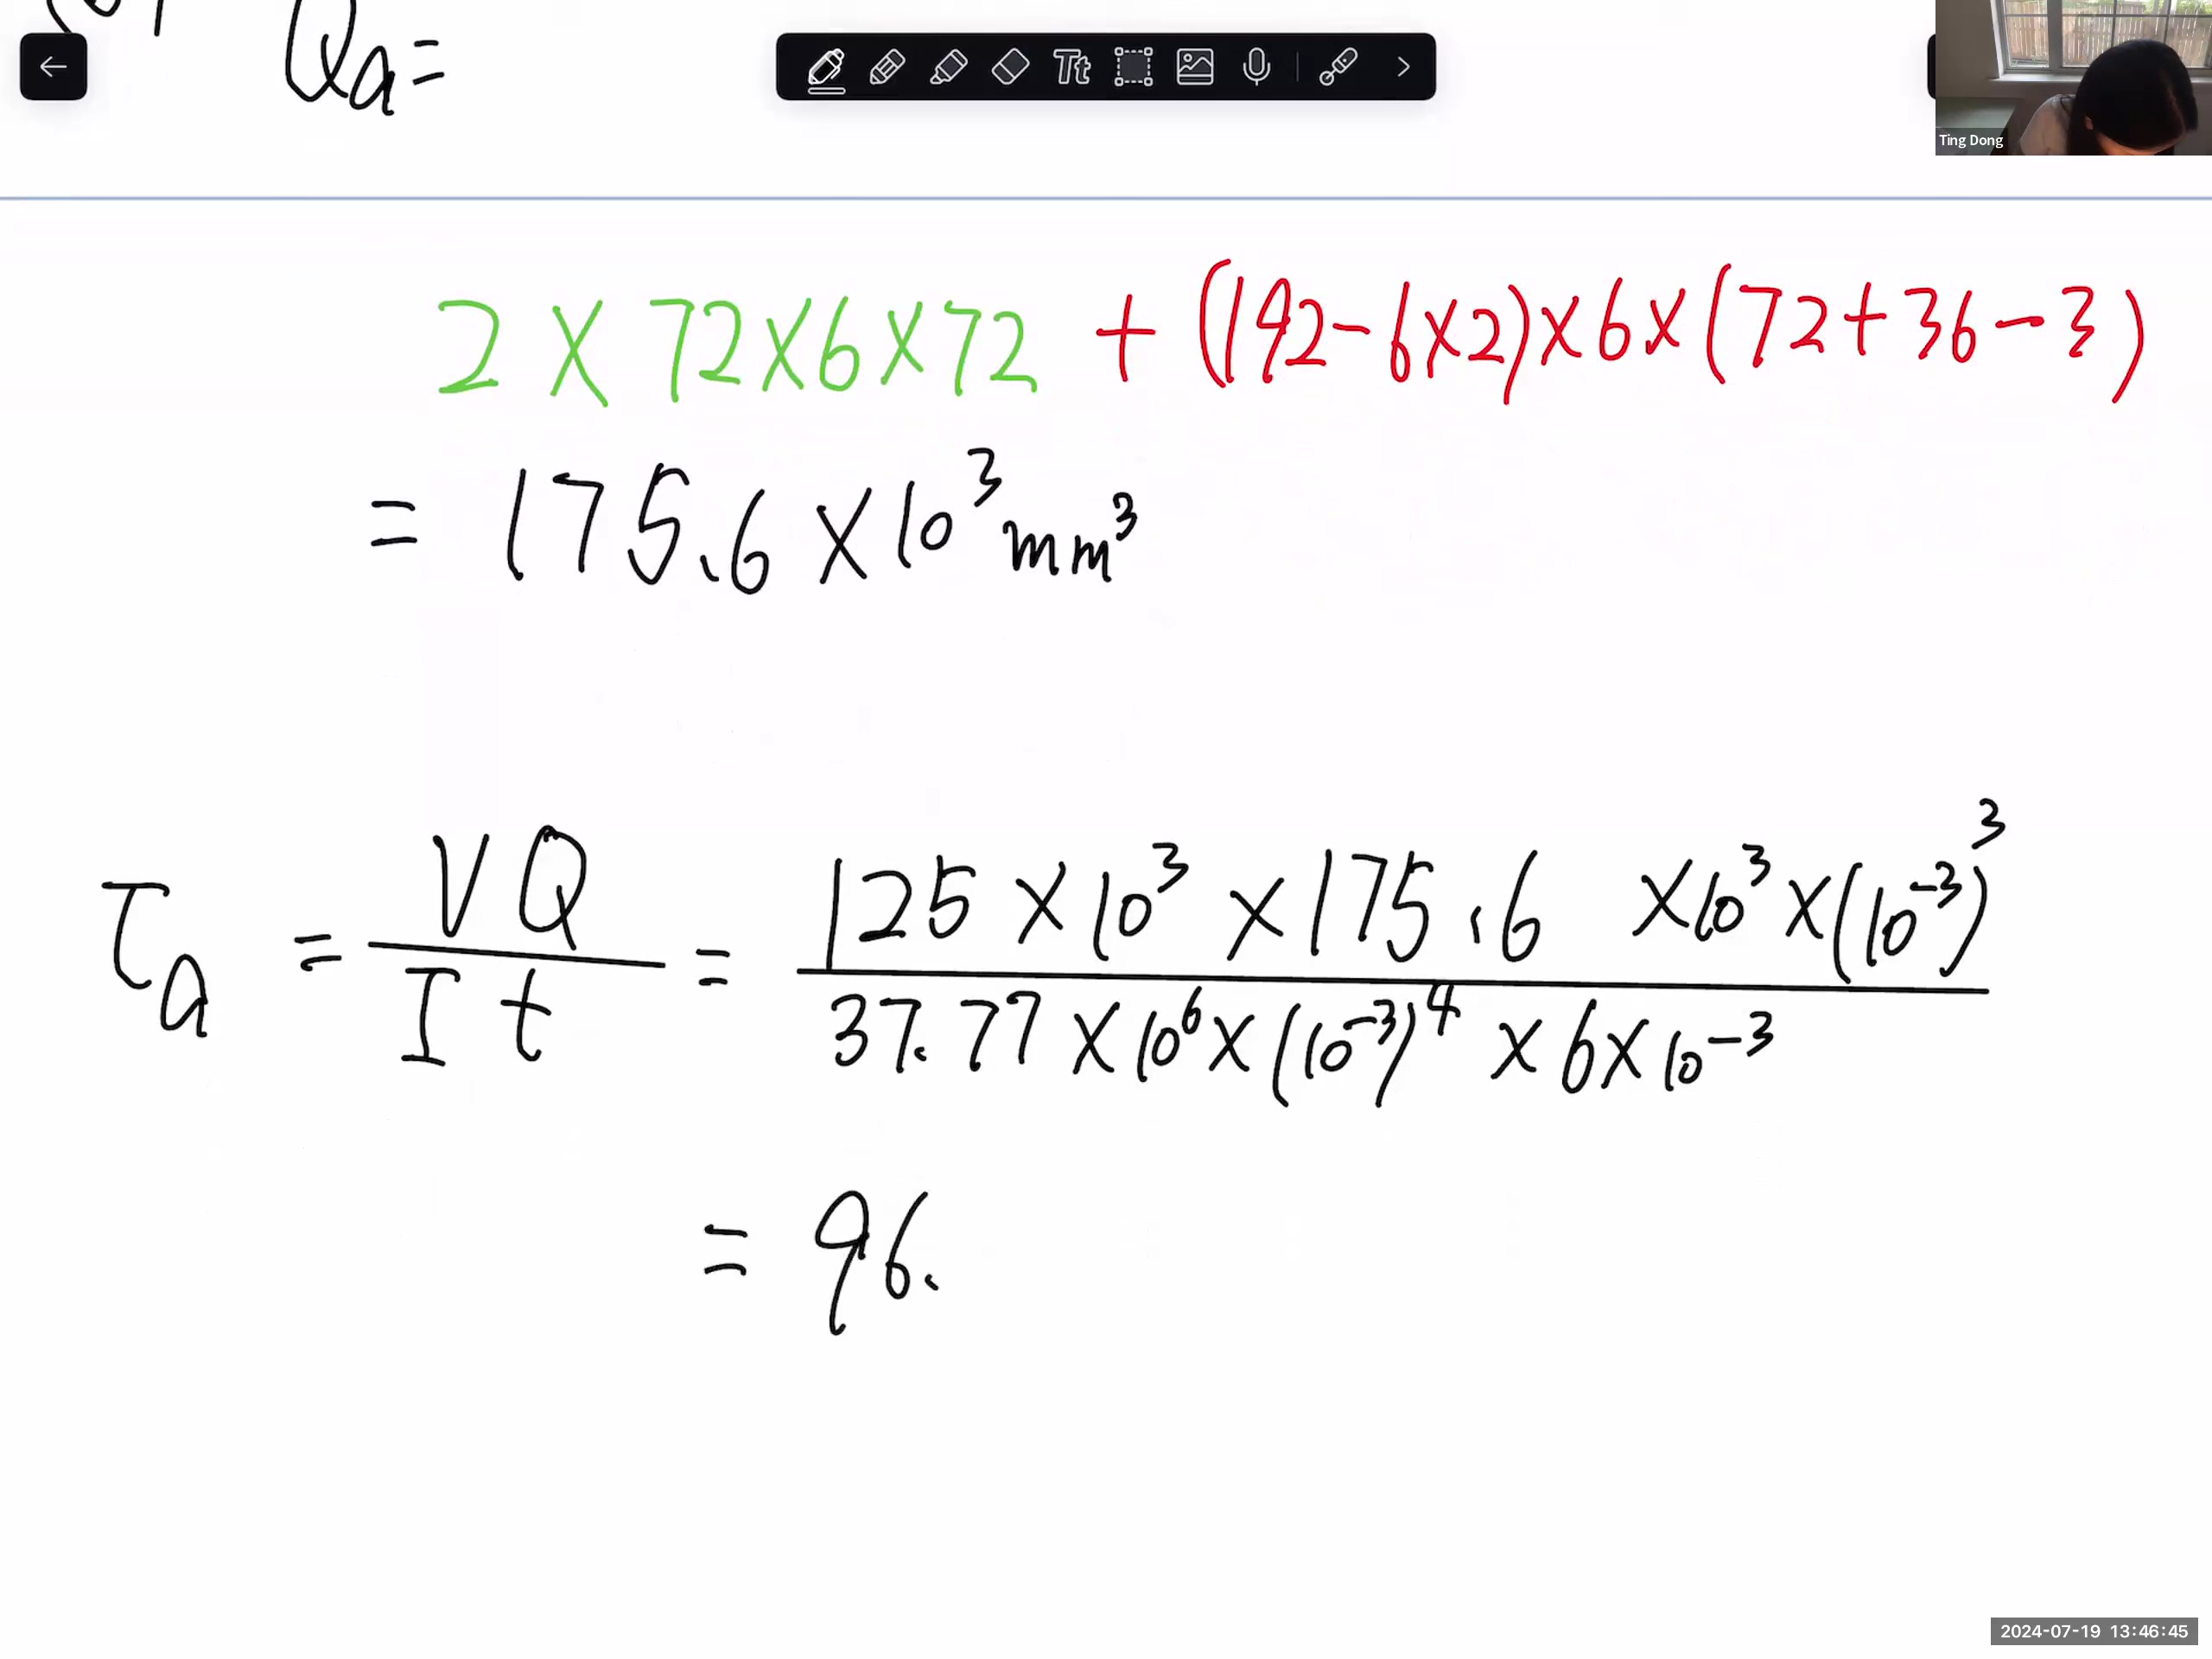 Qa=
Tt
Ting Dong
2 × 72×6×72 + (192-6×2)×6×(72+36-3)
= 175.6 ×10³ mm³
τa = VQ / It = 125 ×10³ ×175.6 ×10³×(10⁻³)³ / 37.77 ×10⁶×(10⁻³)⁴ ×6×10⁻³
= 96.
2024-07-19 13:46:45